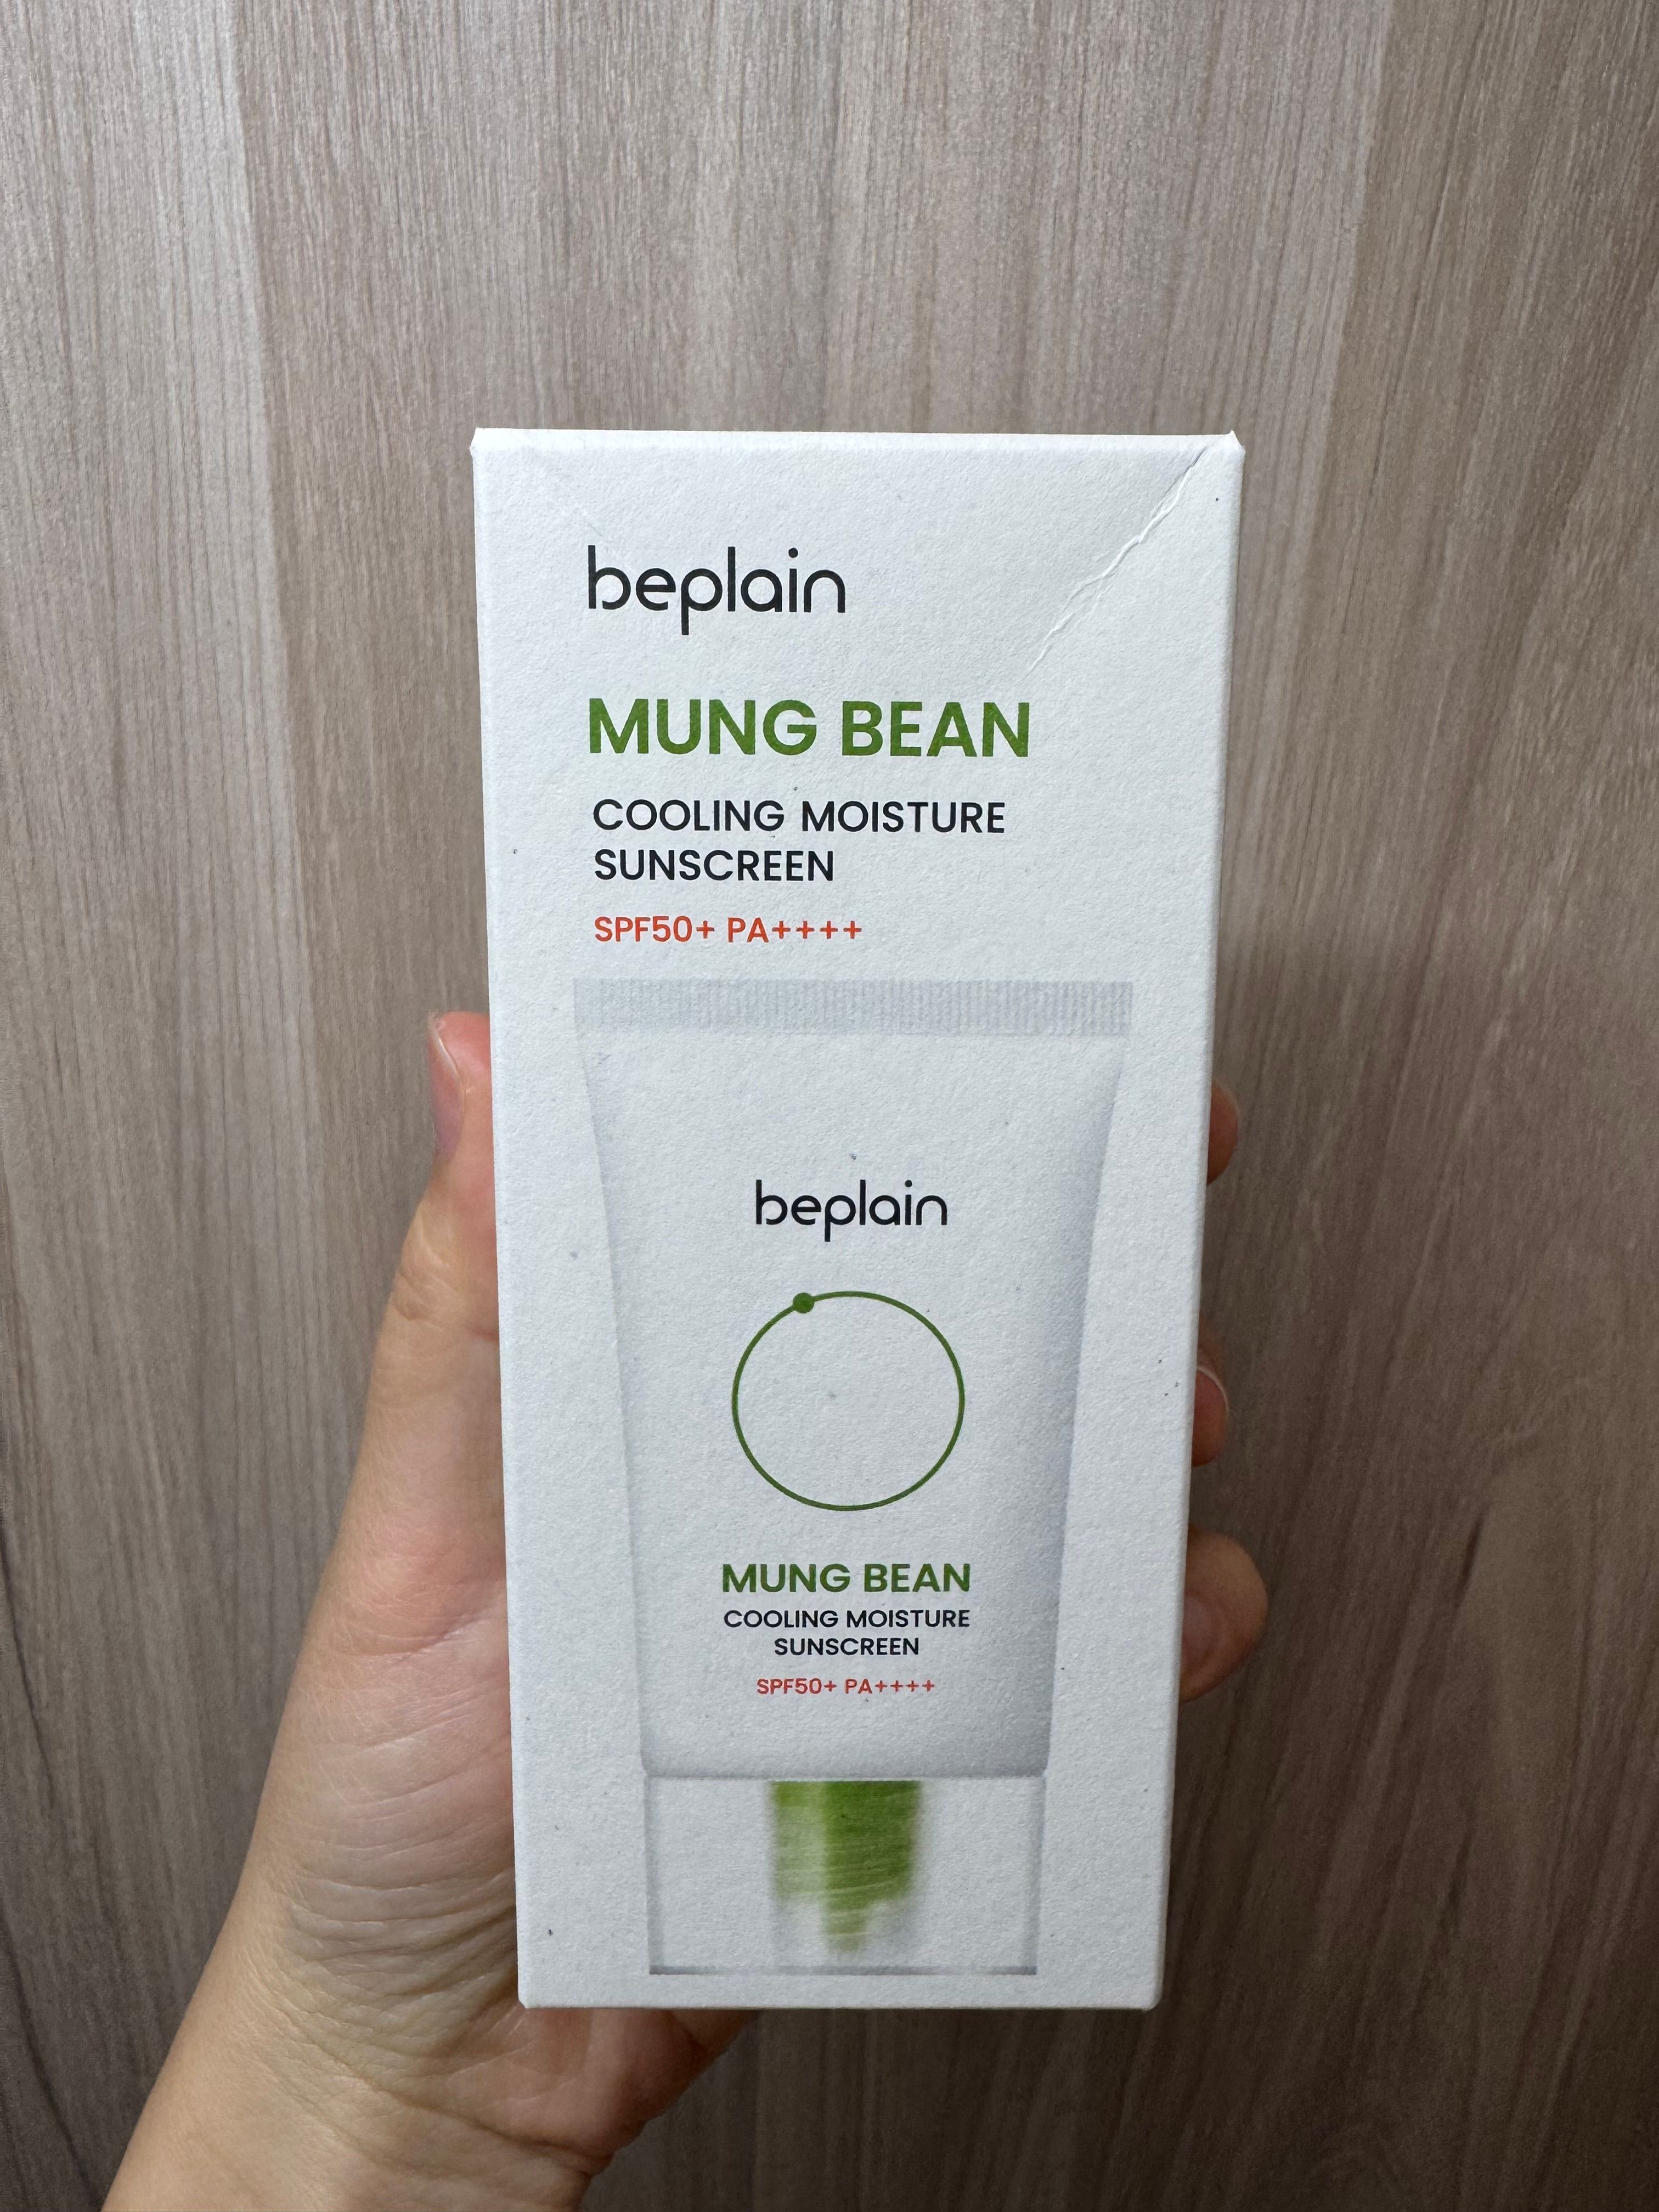 beplain
MUNG BEAN
COOLING MOISTURE
SUNSCREEN
SPF50+ PA++++
beplain
MUNG BEAN
COOLING MOISTURE
SUNSCREEN
SPF50+ PA++++